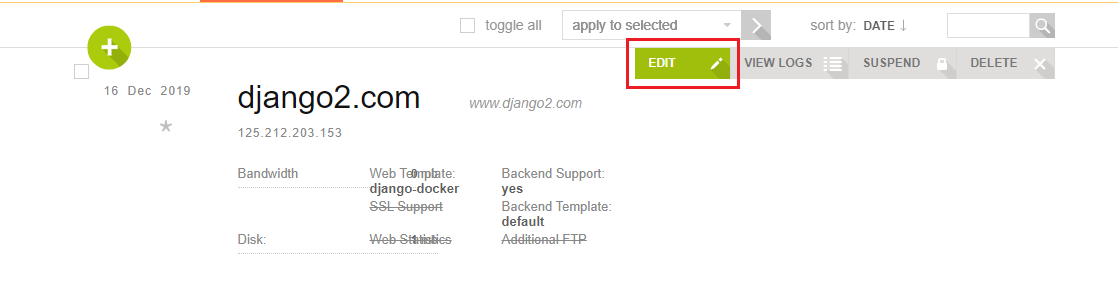 toggle all
apply to selected
sort by: DATE ↓
EDIT
VIEW LOGS
SUSPEND
DELETE
16 Dec 2019
django2.com
www.django2.com
125.212.203.153
Bandwidth
0
Web Template:
django-docker
Backend Support:
yes
SSL Support
Backend Template:
default
Disk:
1
Web Statistics
Additional FTP